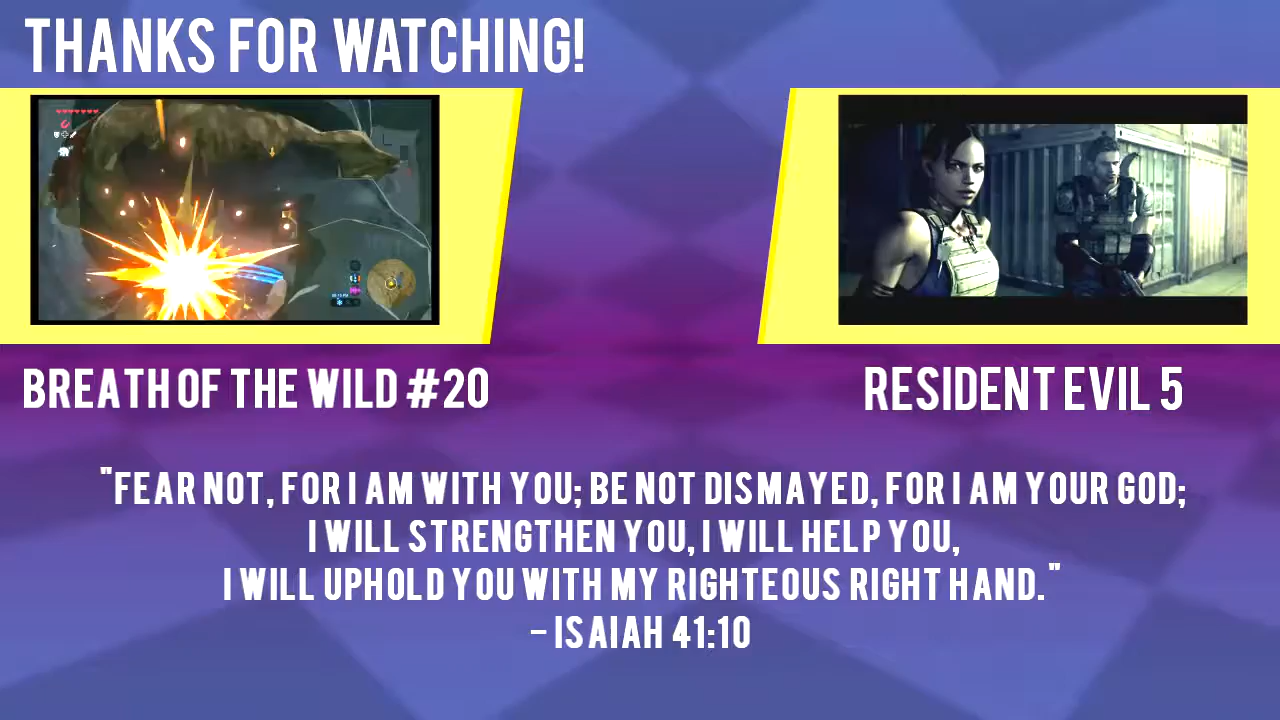 THANKS FOR WATCHING!
BREATH OF THE WILD #20
RESIDENT EVIL 5
"FEAR NOT, FOR I AM WITH YOU; BE NOT DISMAYED, FOR I AM YOUR GOD;
I WILL STRENGTHEN YOU, I WILL HELP YOU,
I WILL UPHOLD YOU WITH MY RIGHTEOUS RIGHT HAND."
- ISAIAH 41:10